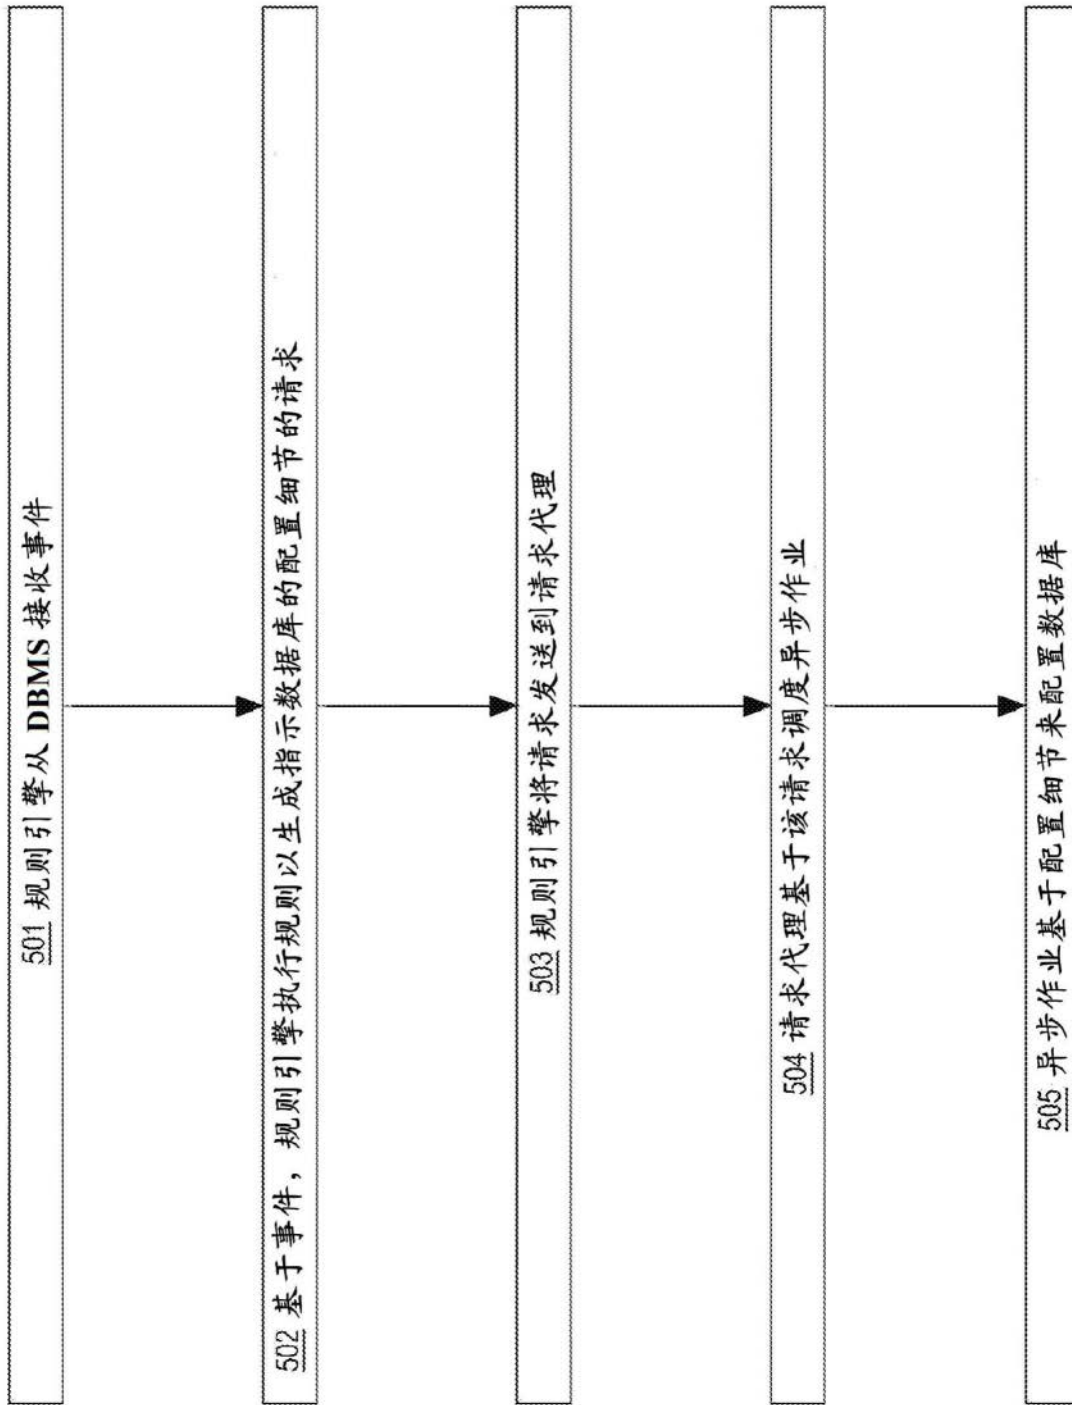 501 规则引擎从 DBMS 接收事件
502 基于事件，规则引擎执行规则以生成指示数据库的配置细节的请求
503 规则引擎将请求发送到请求代理
504 请求代理基于该请求调度异步作业
505 异步作业基于配置细节来配置数据库